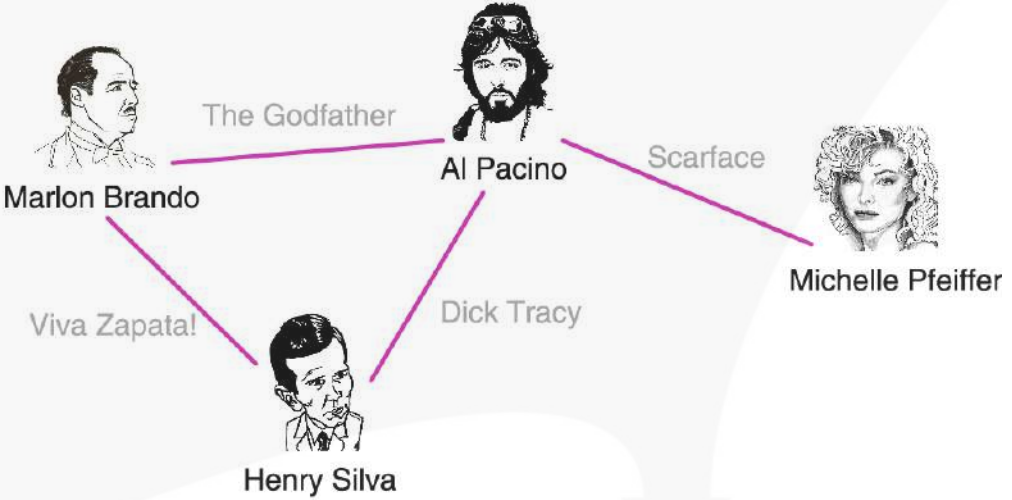 The Godfather
Al Pacino
Scarface
Marlon Brando
Michelle Pfeiffer
Viva Zapata!
Dick Tracy
Henry Silva